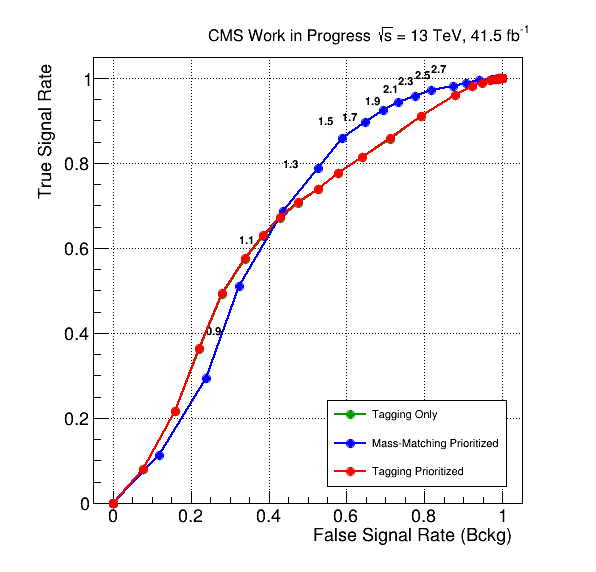 CMS Work in Progress √s = 13 TeV, 41.5 fb⁻¹
True Signal Rate
1
0.8
0.6
0.4
0.2
0
2.7
2.5
2.3
2.1
1.9
1.7
1.5
1.3
1.1
0.9
Tagging Only
Mass-Matching Prioritized
Tagging Prioritized
0 0.2 0.4 0.6 0.8 1
False Signal Rate (Bckg)